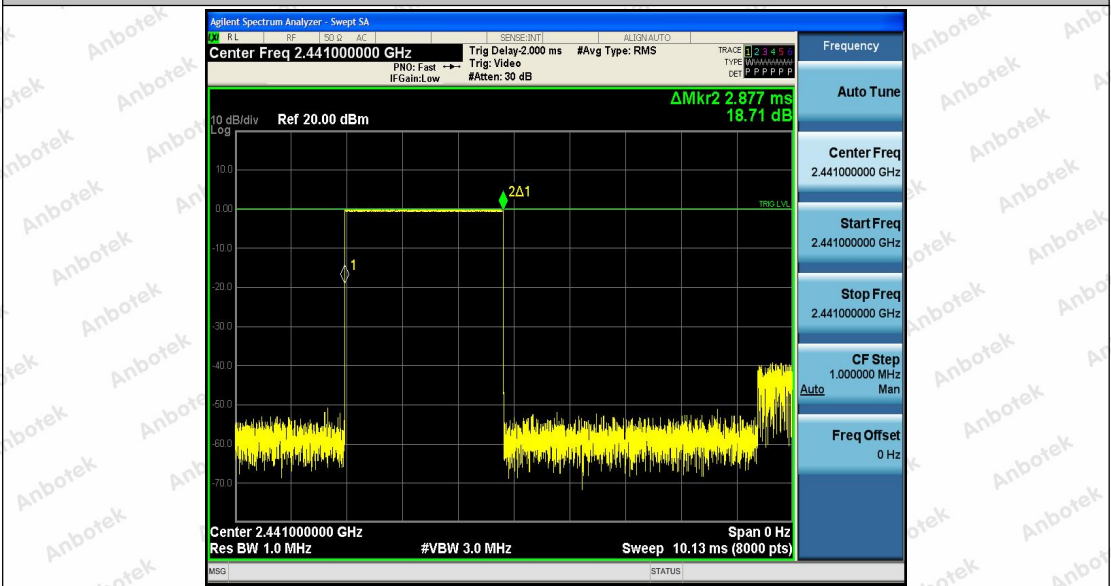 Agilent Spectrum Analyzer - Swept SA
RL RF 50 Ω AC SENSE:INT ALIGNAUTO
Center Freq 2.441000000 GHz
PNO: Fast
IFGain:Low
Trig Delay-2.000 ms
Trig: Video
#Atten: 30 dB
#Avg Type: RMS
TRACE 1 2 3 4 5 6
TYPE
DET P P P P P P
ΔMkr2 2.877 ms
18.71 dB
10 dB/div Ref 20.00 dBm
Log
10.0
0.00
-10.0
-20.0
-30.0
-40.0
-50.0
-60.0
-70.0
2Δ1
TRIG LVL
1
Center 2.441000000 GHz
Span 0 Hz
Res BW 1.0 MHz
#VBW 3.0 MHz
Sweep 10.13 ms (8000 pts)
MSG
STATUS
Frequency
Auto Tune
Center Freq
2.441000000 GHz
Start Freq
2.441000000 GHz
Stop Freq
2.441000000 GHz
CF Step
1.000000 MHz
Auto Man
Freq Offset
0 Hz
Anbotek